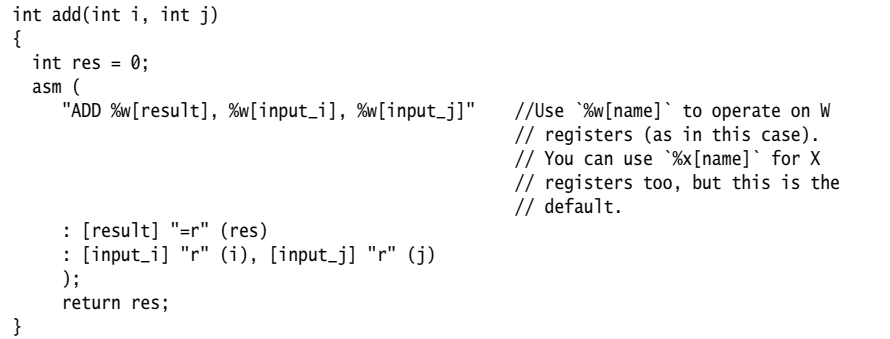 int add(int i, int j)
{
  int res = 0;
  asm (
     "ADD %w[result], %w[input_i], %w[input_j]"    //Use `%w[name]` to operate on W
                                                   // registers (as in this case).
                                                   // You can use `%x[name]` for X
                                                   // registers too, but this is the
                                                   // default.
     : [result] "=r" (res)
     : [input_i] "r" (i), [input_j] "r" (j)
     );
     return res;
}